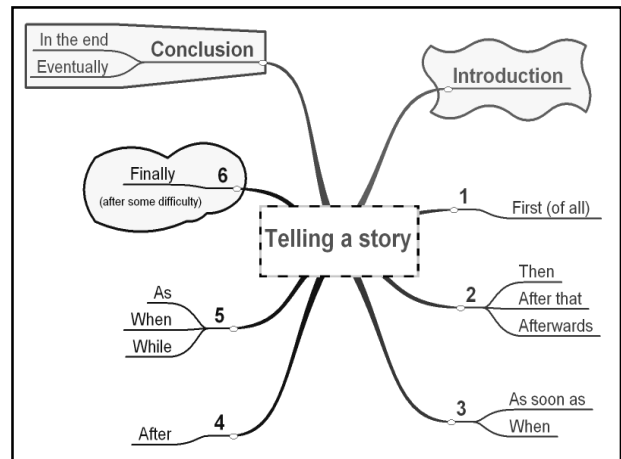 Telling a story
Introduction
1
First (of all)
2
Then
After that
Afterwards
3
As soon as
When
4
After
5
As
When
While
6
Finally
(after some difficulty)
Conclusion
In the end
Eventually